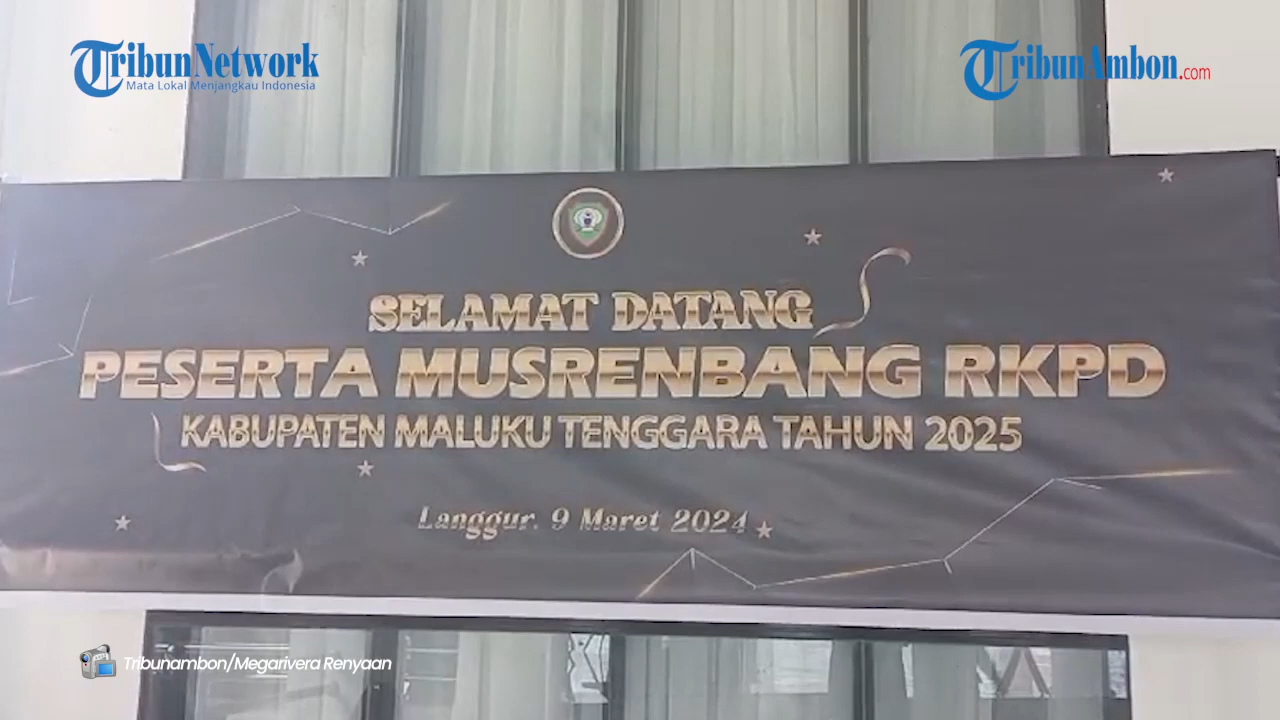 TribunNetwork
Mata Lokal Menjangkau Indonesia
TribunAmbon.com
SELAMAT DATANG
PESERTA MUSRENBANG RKPD
KABUPATEN MALUKU TENGGARA TAHUN 2025
Langgur, 9 Maret 2024
Tribunambon/Megarivera Renyaan